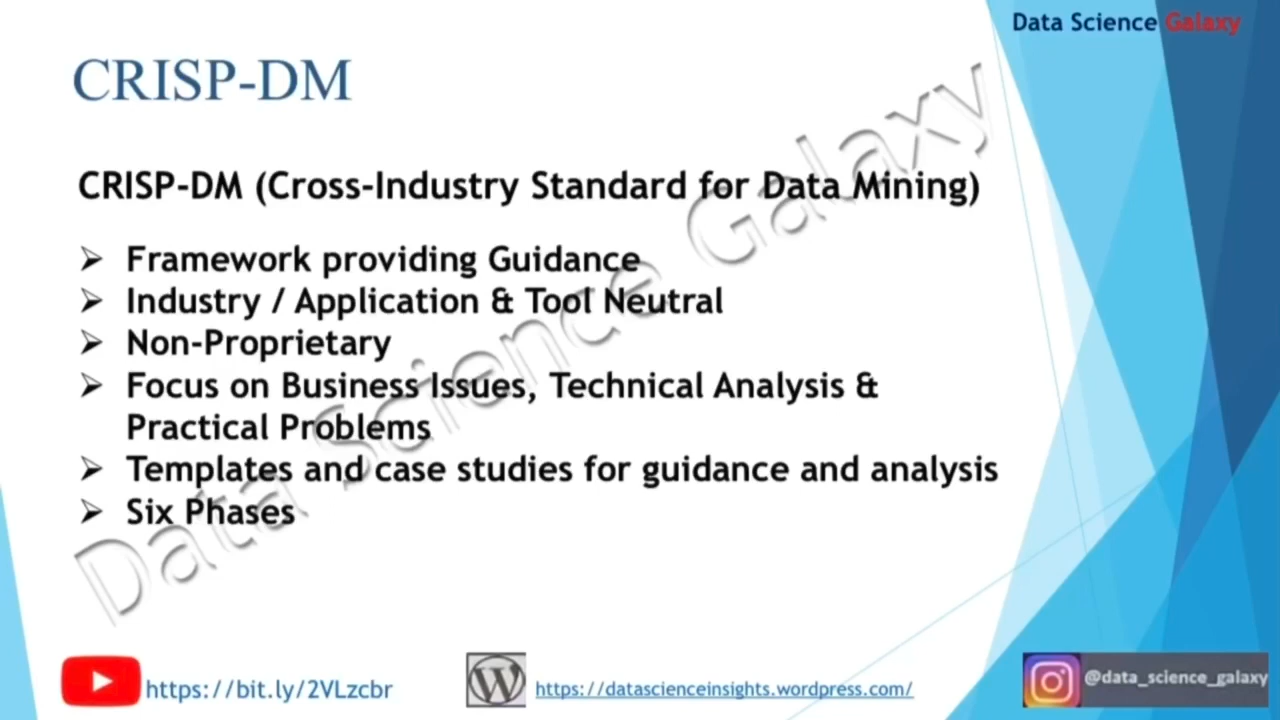 Data Science Galaxy
CRISP-DM
CRISP-DM (Cross-Industry Standard for Data Mining)
➢ Framework providing Guidance
➢ Industry / Application & Tool Neutral
➢ Non-Proprietary
➢ Focus on Business Issues, Technical Analysis &
Practical Problems
➢ Templates and case studies for guidance and analysis
➢ Six Phases
Data Science Galaxy
https://bit.ly/2VLzcbr
https://datascienceinsights.wordpress.com/
@data_science_galaxy